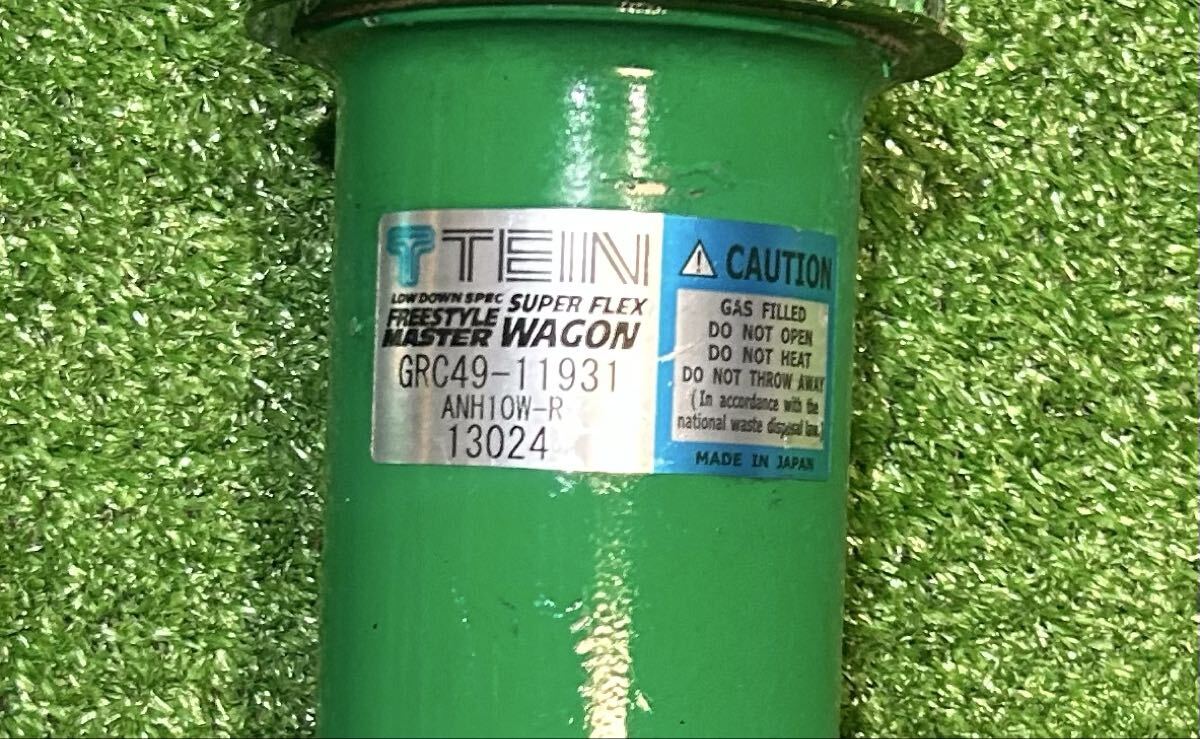 TEIN
LOW DOWN SPEC SUPER FLEX
FREESTYLE
MASTER WAGON
GRC49-11931
ANH10W-R
13024
CAUTION
GAS FILLED
DO NOT OPEN
DO NOT HEAT
DO NOT THROW AWAY
(In accordance with the
national waste disposal law.)
MADE IN JAPAN